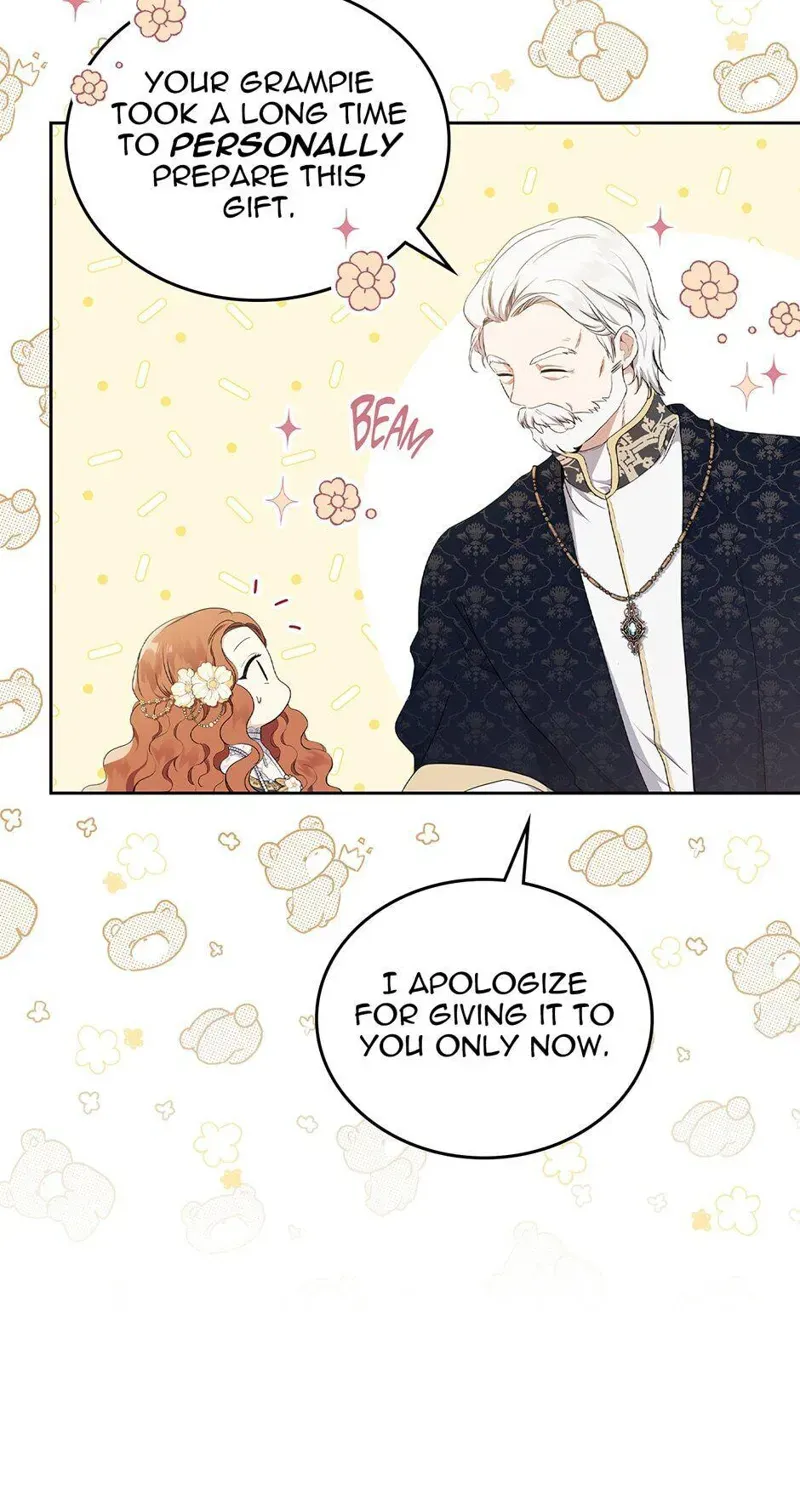 YOUR GRAMPIE
TOOK A LONG TIME
TO PERSONALLY
PREPARE THIS
GIFT.
BEAM
I APOLOGIZE
FOR GIVING IT TO
YOU ONLY NOW.